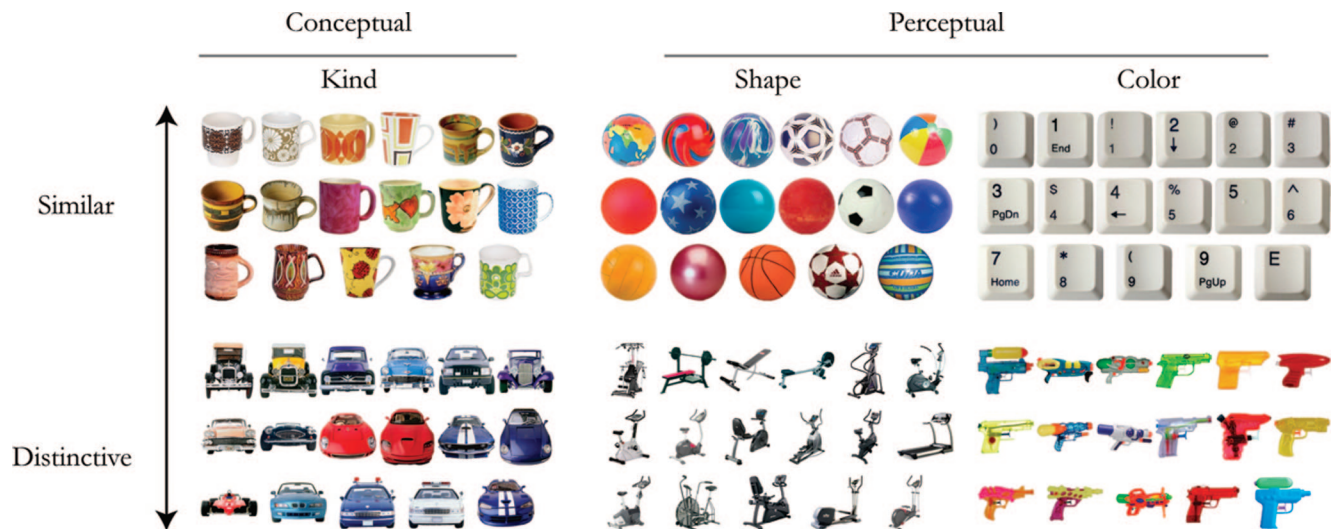 Conceptual
Perceptual
Kind
Shape
Color
Similar
Distinctive
)
0
1
End
!
1
2
↓
@
2
#
3
3
PgDn
$
4
4
←
%
5
5
^
6
7
Home
*
8
(
9
9
PgUp
E